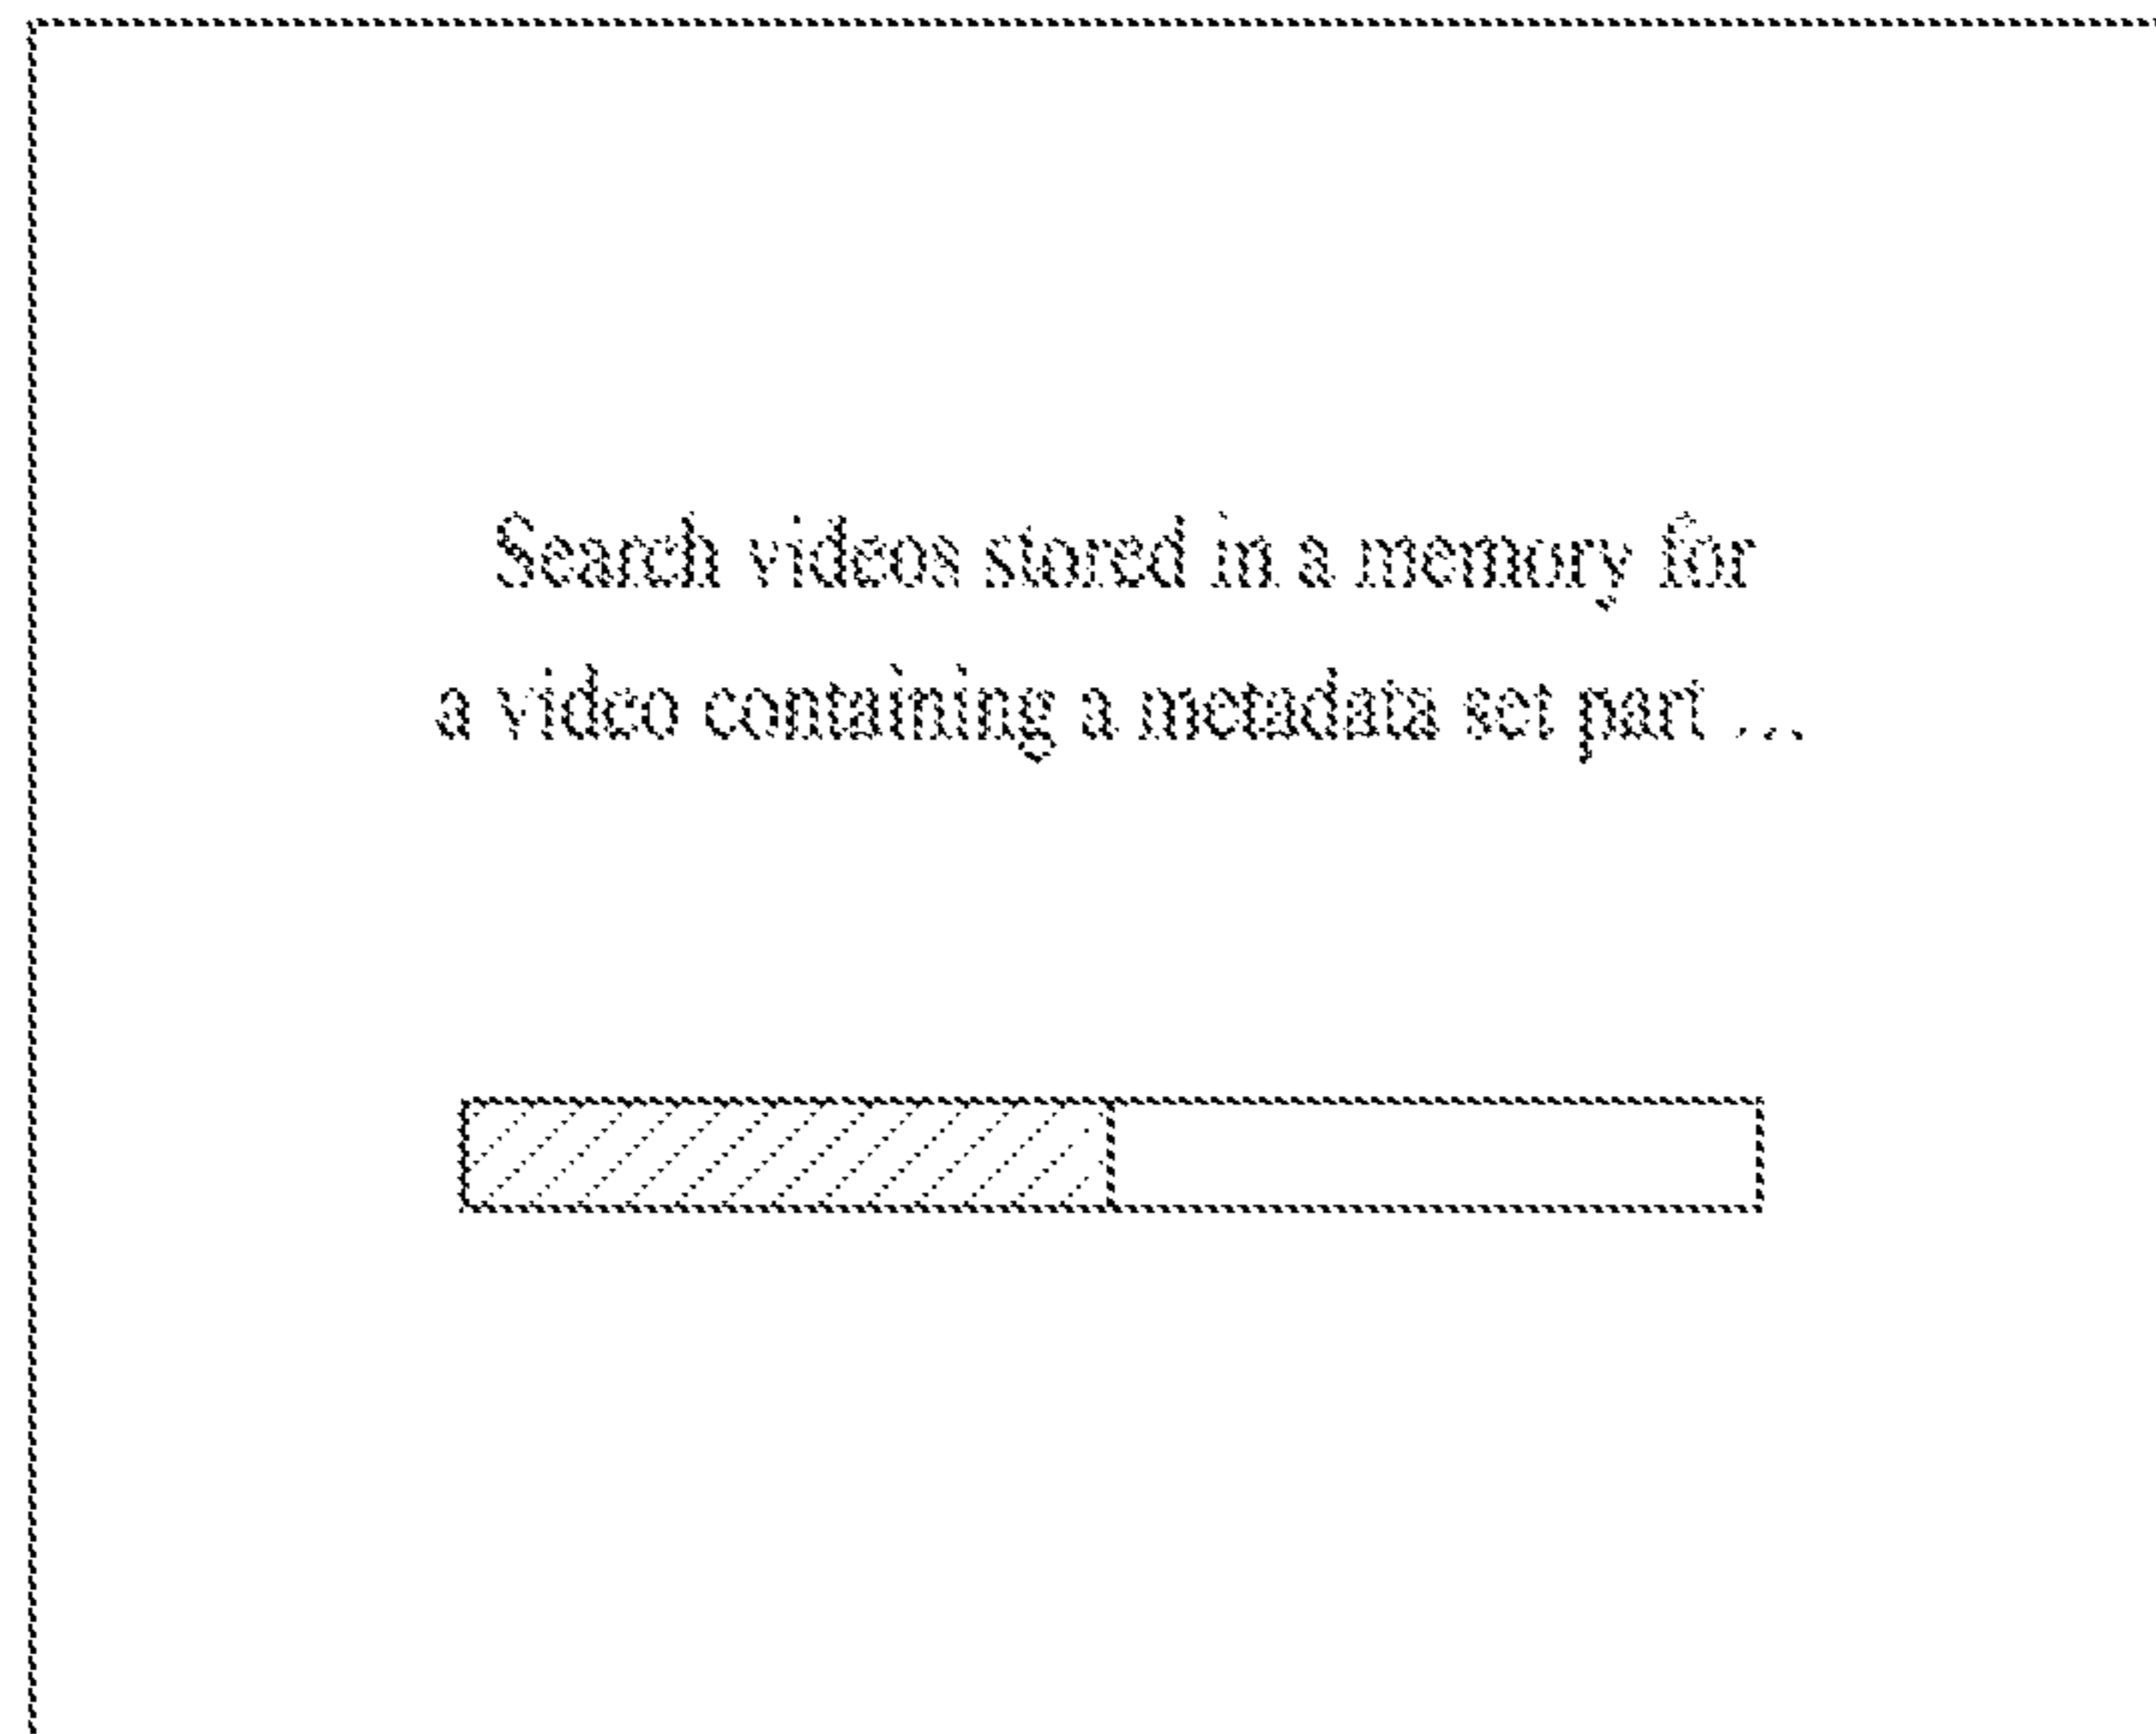 Search videos stored in a memory for
a video containing a metadata set part ...